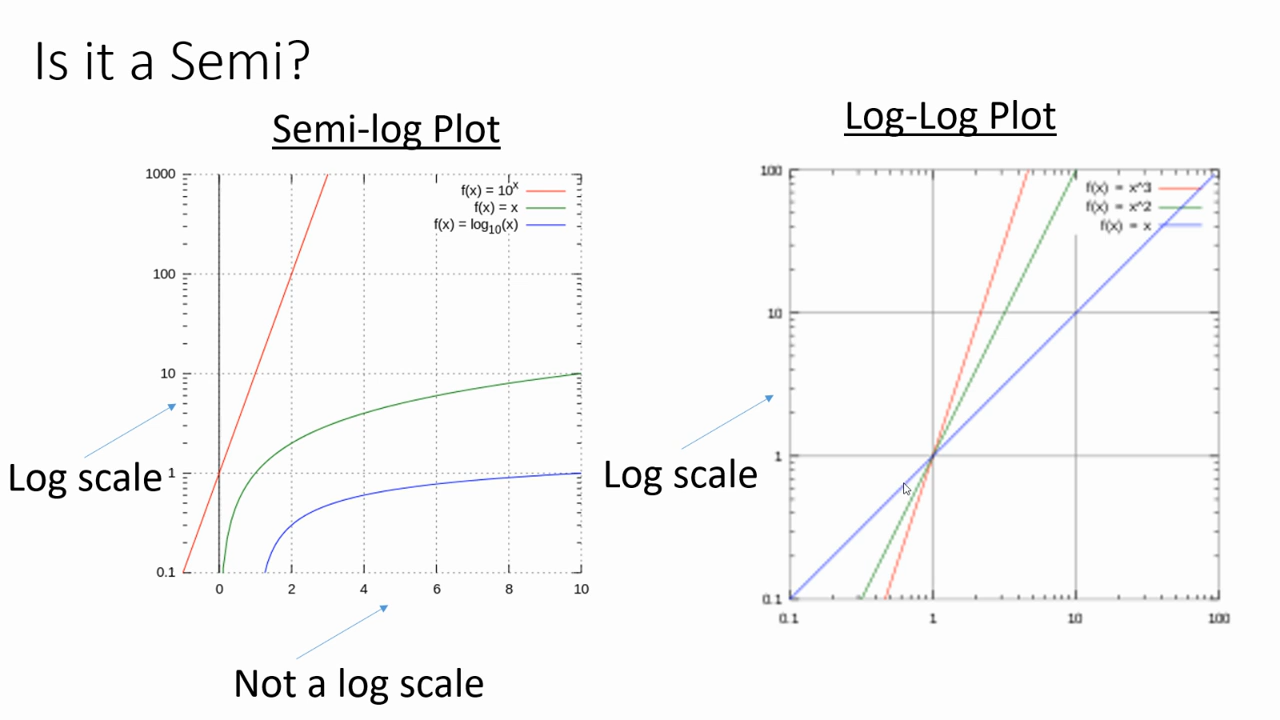 Is it a Semi?
Semi-log Plot
1000
100
10
1
0.1
f(x) = 10^x
f(x) = x
f(x) = log₁₀(x)
0 2 4 6 8 10
Log scale
Not a log scale
Log-Log Plot
100
10
1
0.1
f(x) = x^3
f(x) = x^2
f(x) = x
0.1 1 10 100
Log scale